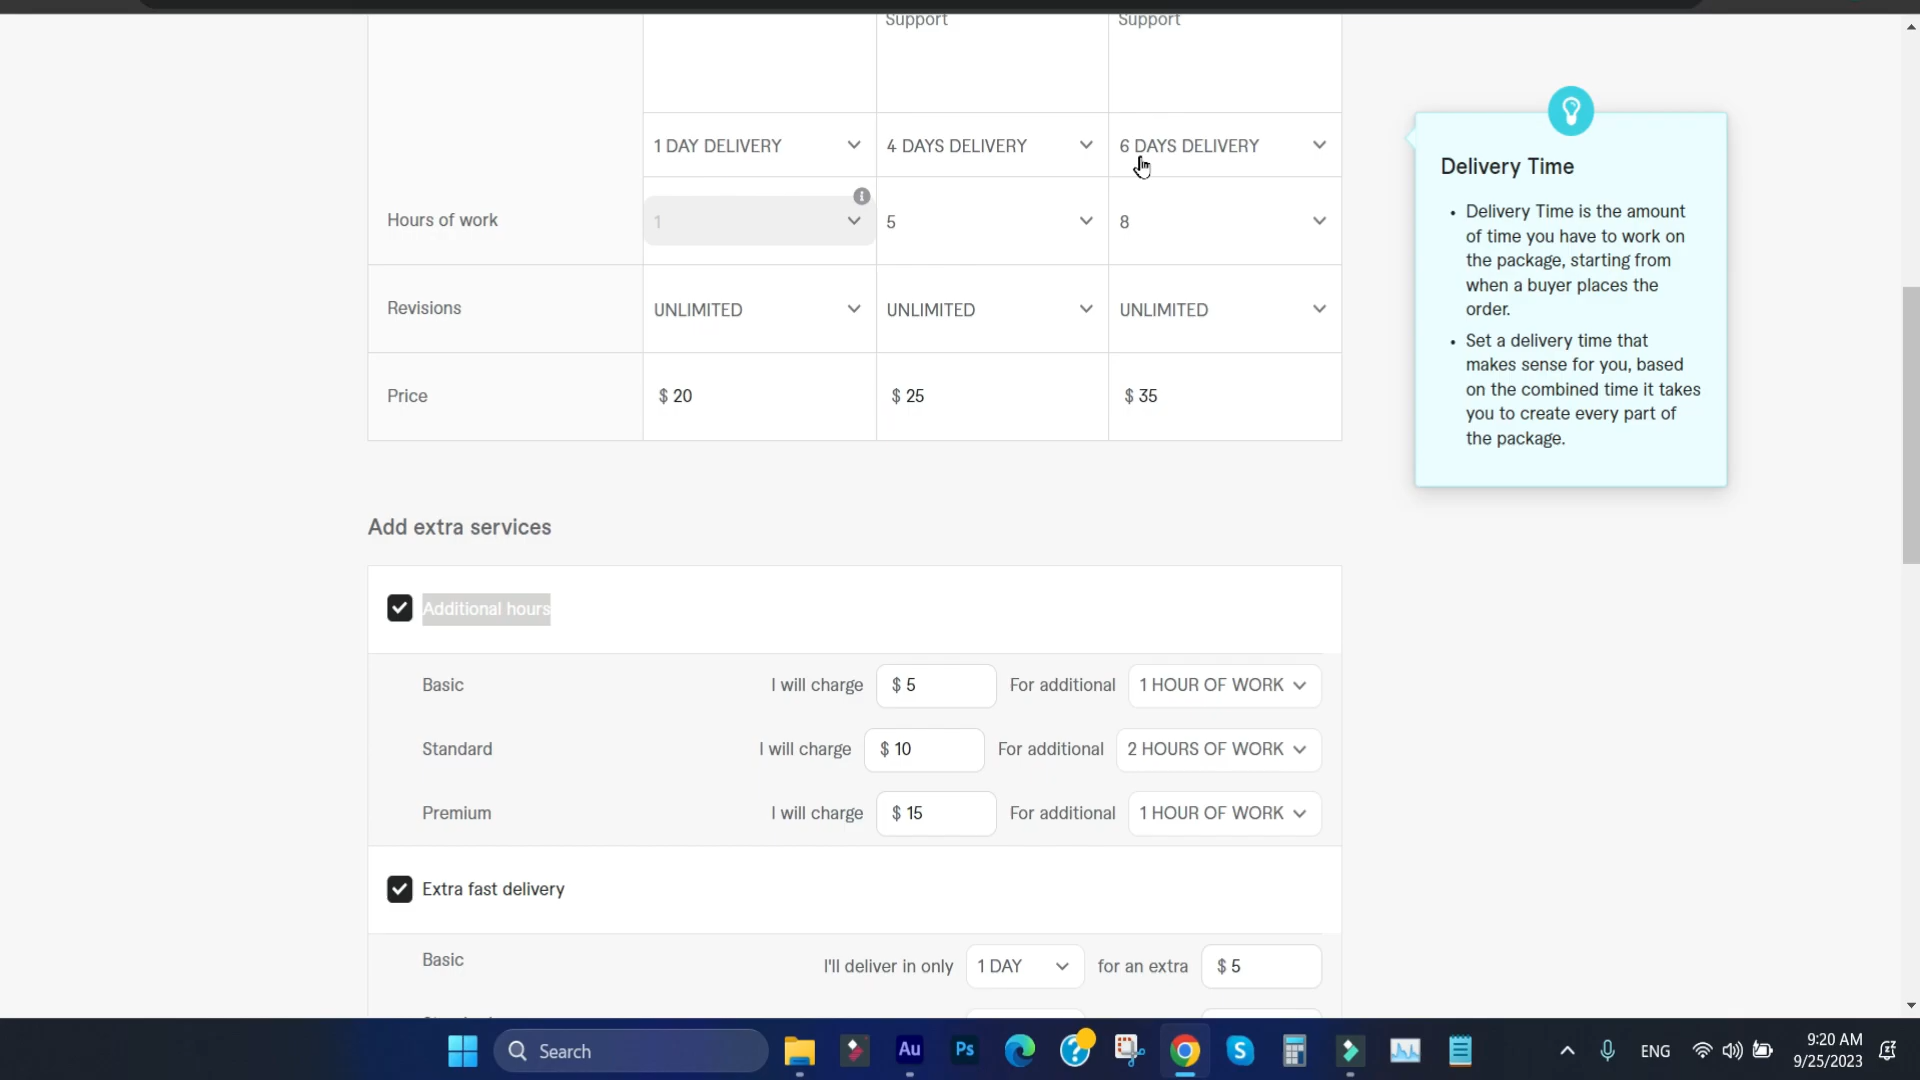 Support Support
1 DAY DELIVERY 4 DAYS DELIVERY 6 DAYS DELIVERY
Hours of work 1 5 8
Revisions UNLIMITED UNLIMITED UNLIMITED
Price $ 20 $ 25 $ 35
Delivery Time
• Delivery Time is the amount
of time you have to work on
the package, starting from
when a buyer places the
order.
• Set a delivery time that
makes sense for you, based
on the combined time it takes
you to create every part of
the package.
Add extra services
Additional hours
Basic I will charge $ 5 For additional 1 HOUR OF WORK
Standard I will charge $ 10 For additional 2 HOURS OF WORK
Premium I will charge $ 15 For additional 1 HOUR OF WORK
Extra fast delivery
Basic I'll deliver in only 1 DAY for an extra $ 5
Search Au Ps ENG 9:20 AM
9/25/2023